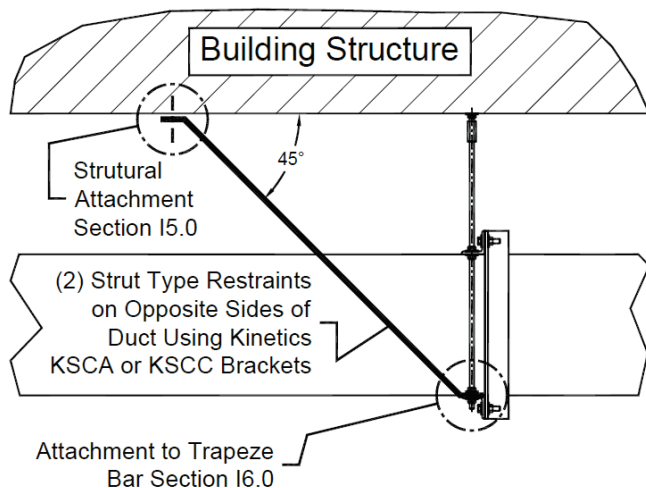 Building Structure
45°
Strutural
Attachment
Section I5.0
(2) Strut Type Restraints
on Opposite Sides of
Duct Using Kinetics
KSCA or KSCC Brackets
Attachment to Trapeze
Bar Section I6.0